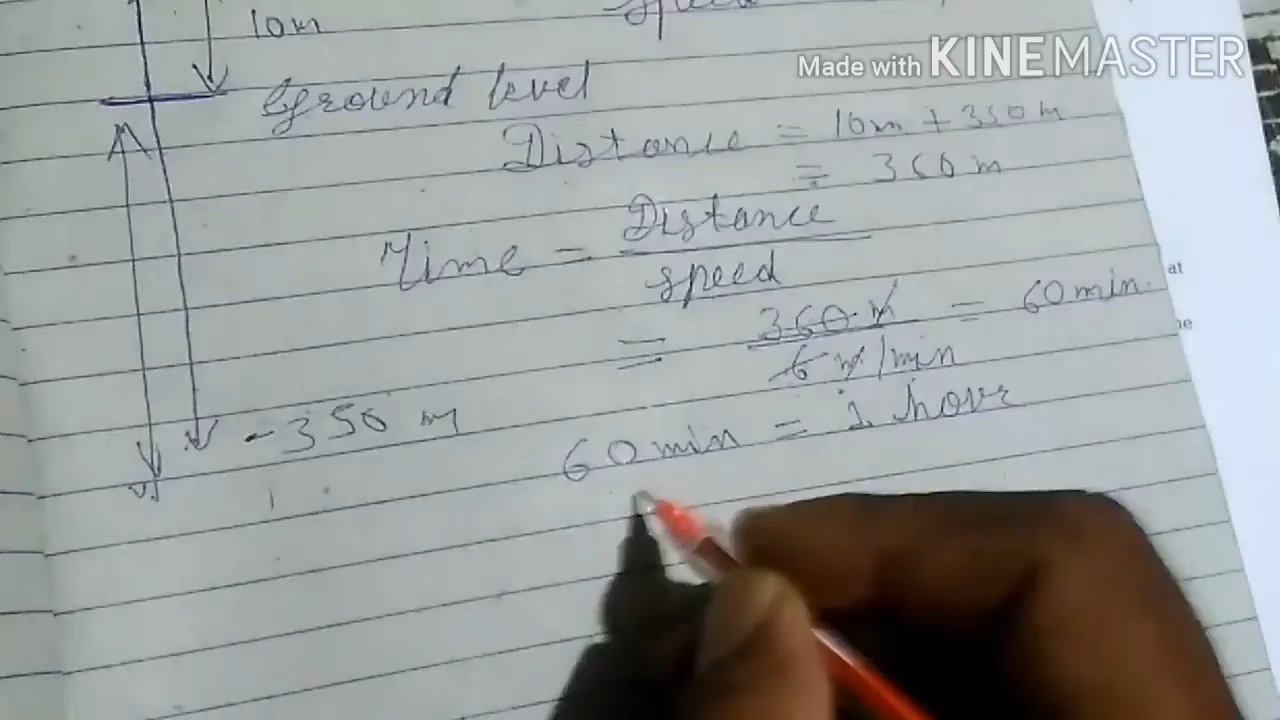 10m
Made with KINEMASTER
Ground level
Distance = 10m + 350m
= 360 m
Time = Distance
speed
= 360 m = 60 min.
6 m/min
at
-350 m
60 min = 1 hour